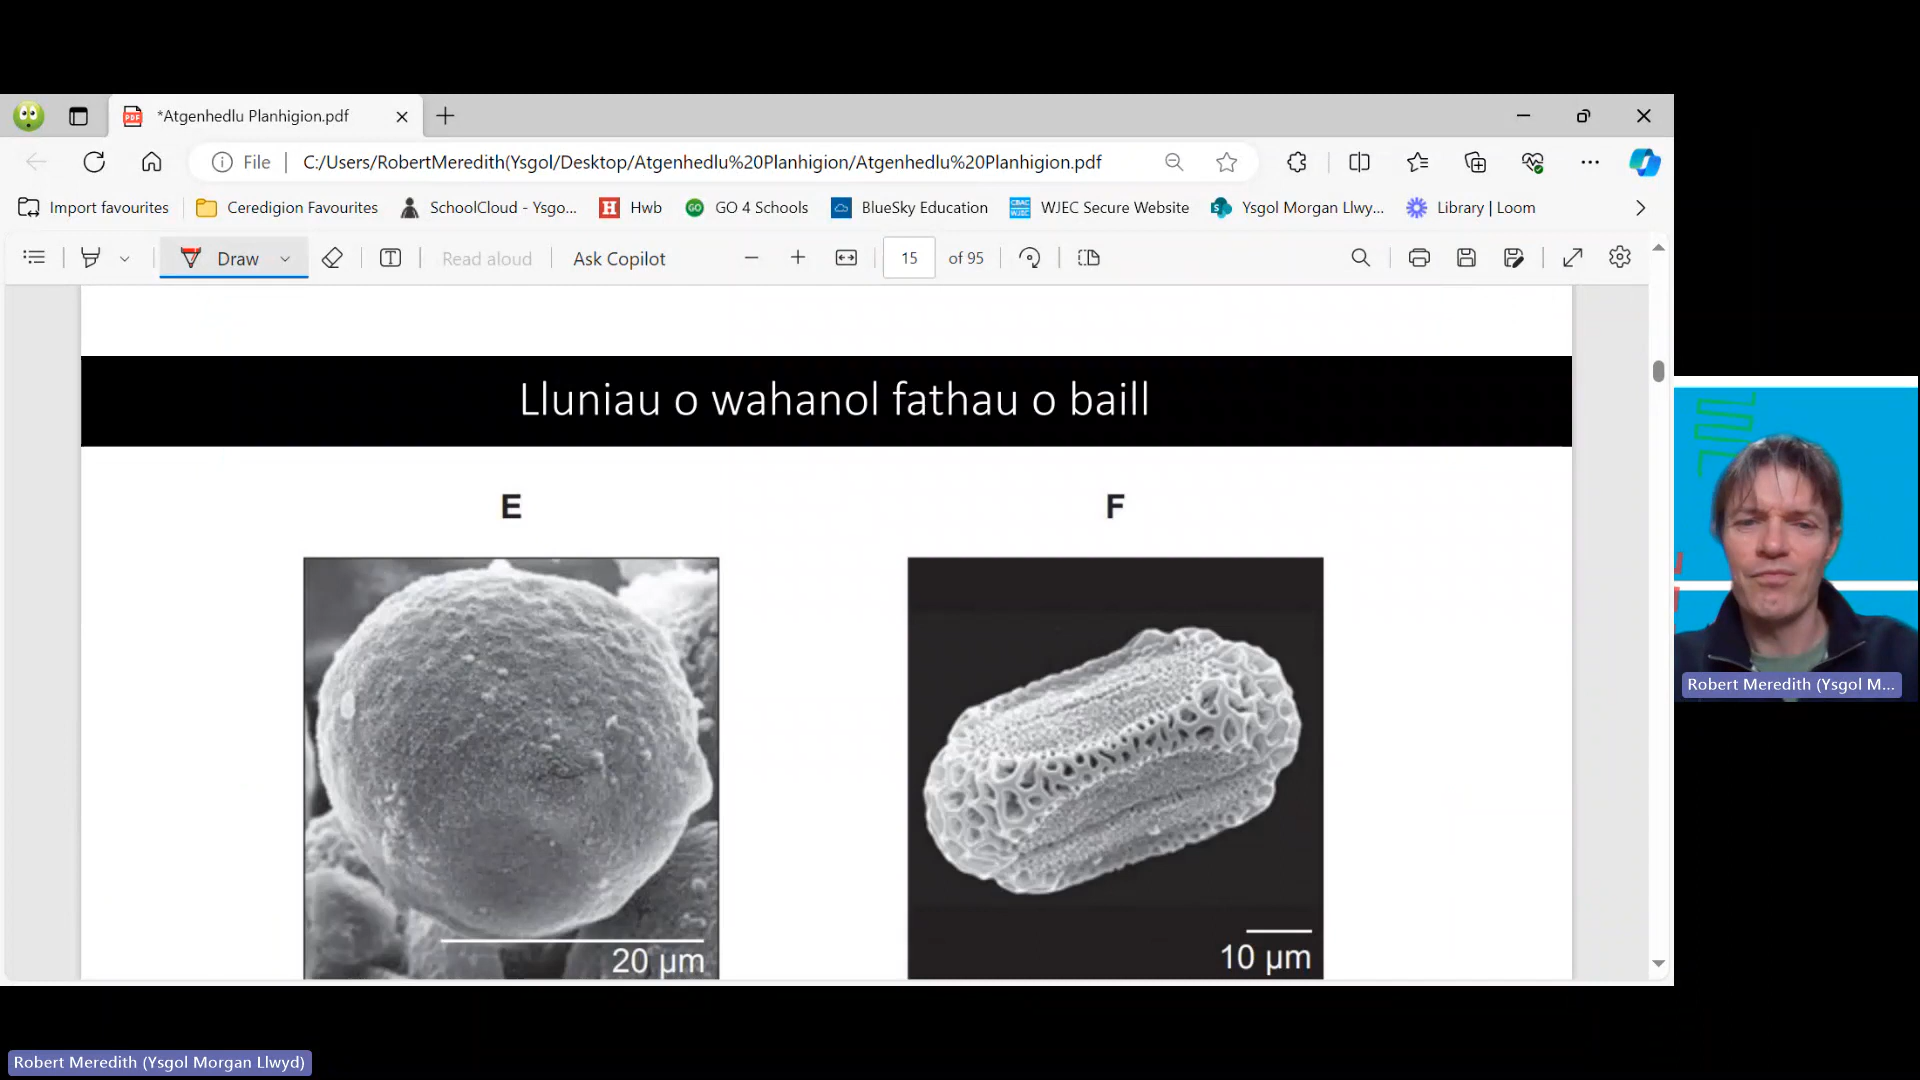 *Atgenhedlu Planhigion.pdf
File
C:/Users/RobertMeredith(Ysgol/Desktop/Atgenhedlu%20Planhigion/Atgenhedlu%20Planhigion.pdf
Import favourites
Ceredigion Favourites
SchoolCloud - Ysgo...
Hwb
GO 4 Schools
BlueSky Education
WJEC Secure Website
Ysgol Morgan Llwy...
Library | Loom
Draw
Read aloud
Ask Copilot
15 of 95
Lluniau o wahanol fathau o baill
E
F
20 µm
10 µm
Robert Meredith (Ysgol M...
Robert Meredith (Ysgol Morgan Llwyd)